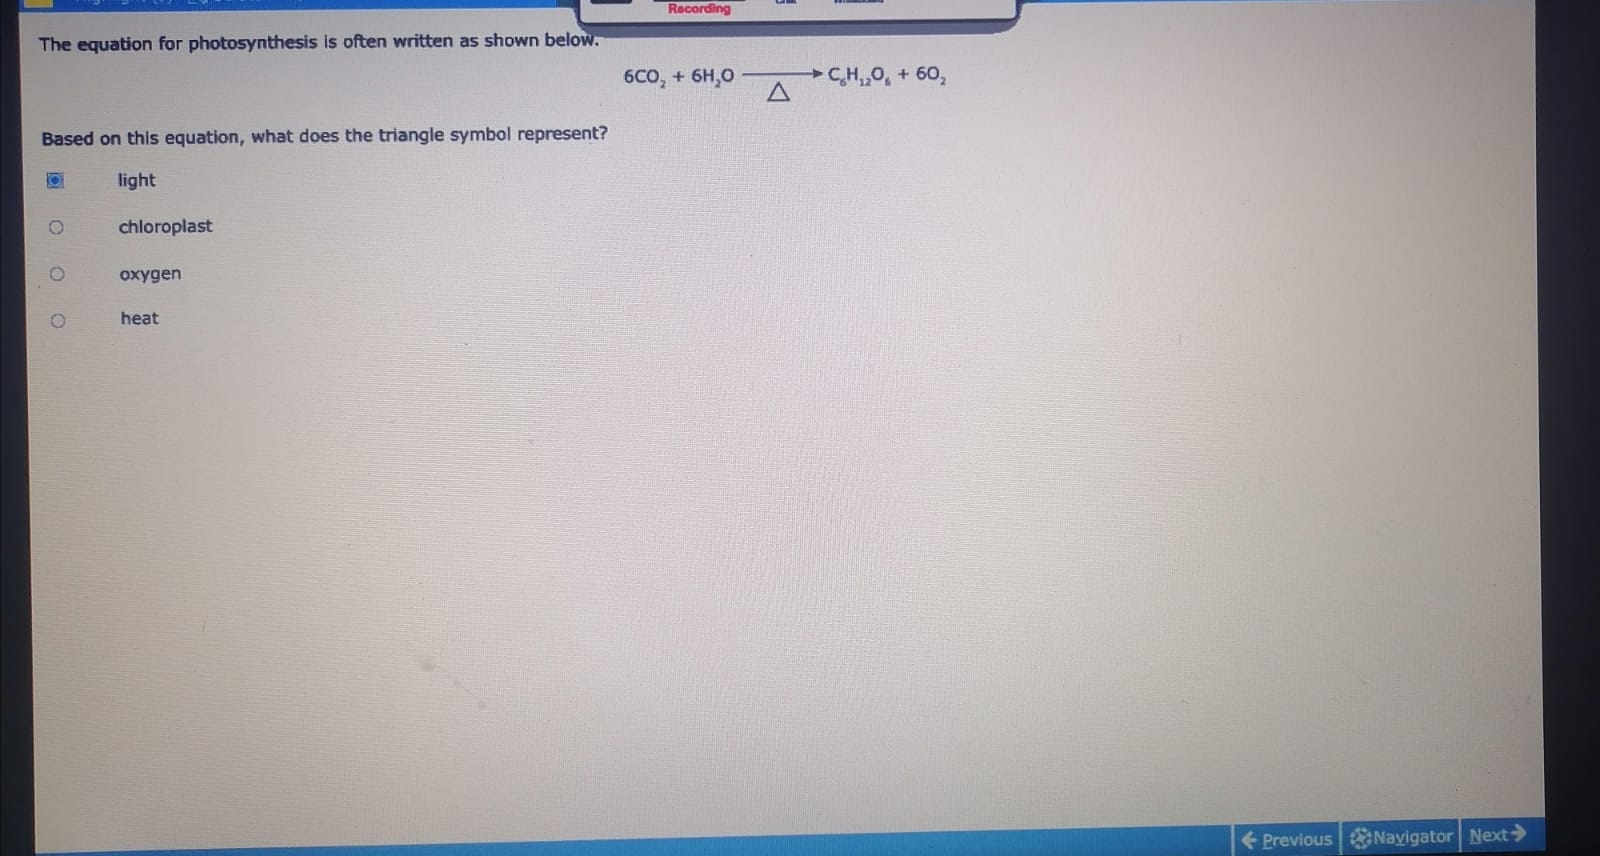 Recording
The equation for photosynthesis is often written as shown below.
6CO₂ + 6H₂O → C₆H₁₂O₆ + 6O₂
△
Based on this equation, what does the triangle symbol represent?
light
chloroplast
oxygen
heat
Previous Navigator Next